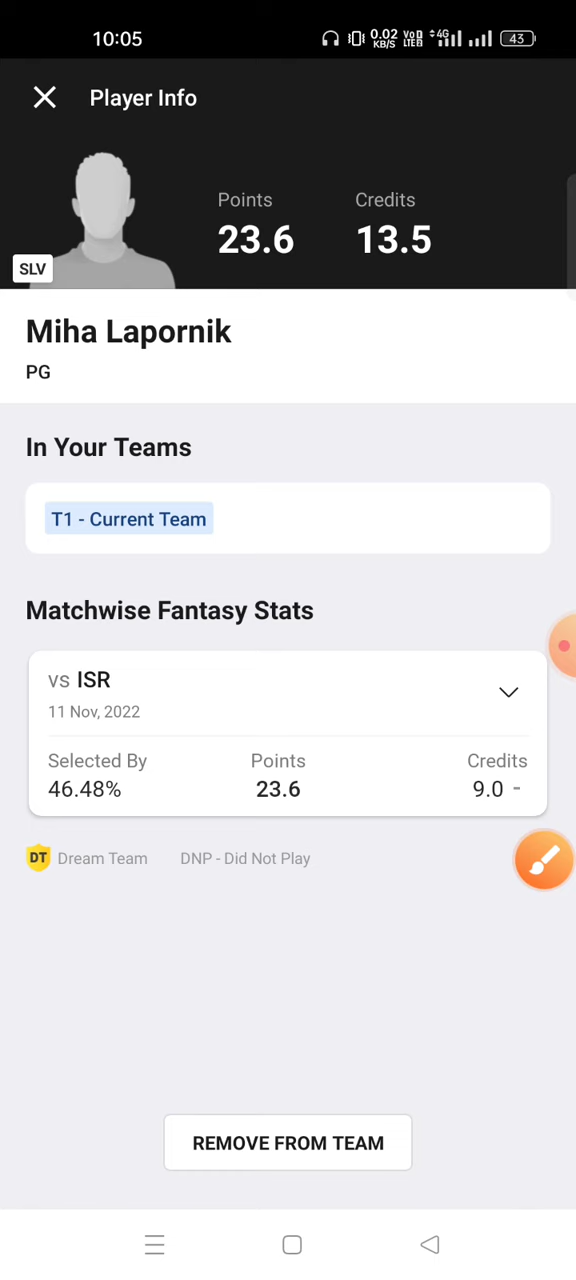 10:05 0.02 KB/S VoD LTEB 4G 43
Player Info
Points Credits
23.6 13.5
SLV
Miha Lapornik
PG
In Your Teams
T1 - Current Team
Matchwise Fantasy Stats
vs ISR
11 Nov, 2022
Selected By Points Credits
46.48% 23.6 9.0 -
DT Dream Team DNP - Did Not Play
REMOVE FROM TEAM